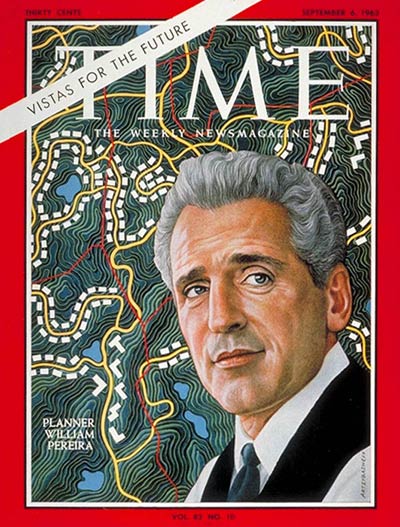 THIRTY CENTS
SEPTEMBER 6, 1963
VISTAS FOR THE FUTURE
TIME
THE WEEKLY NEWSMAGAZINE
PLANNER
WILLIAM
PEREIRA
VOL. 82 NO. 10